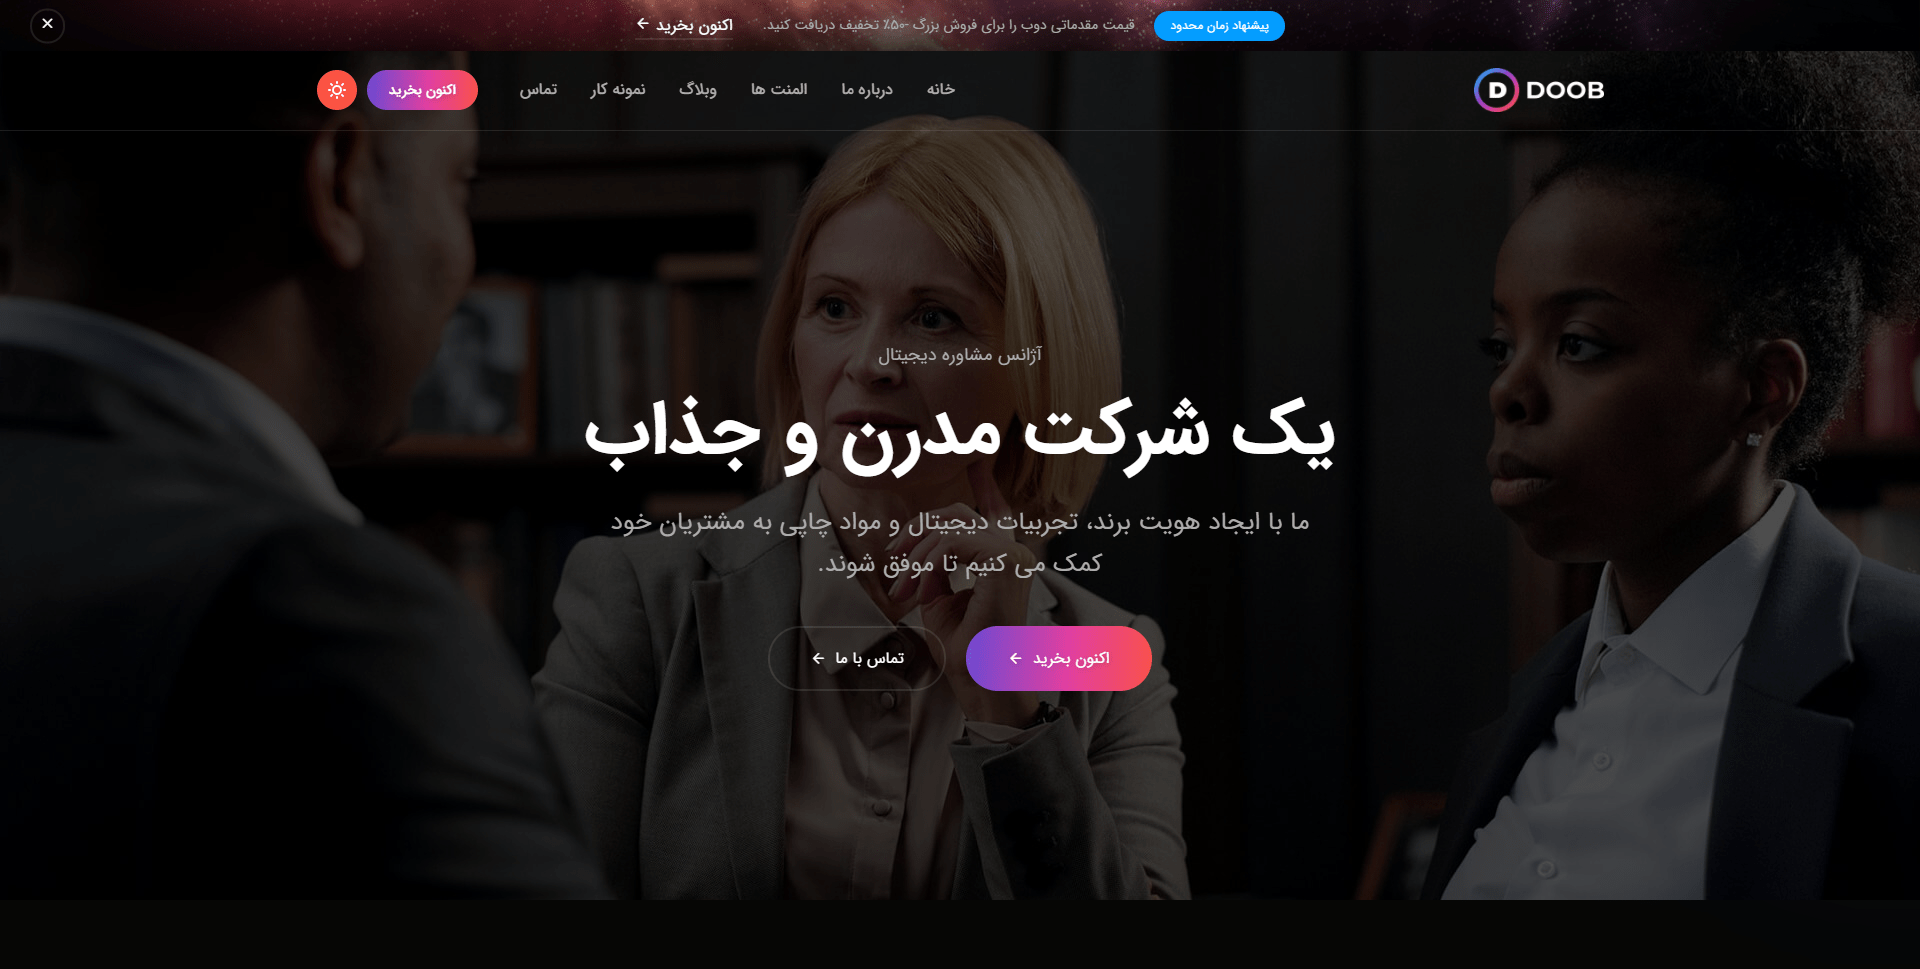 پیشنهاد زمان محدود
قیمت مقدماتی دوب را برای فروش بزرگ -50٪ تخفیف دریافت کنید.
اکنون بخرید
D DOOB
خانه
درباره ما
المنت ها
وبلاگ
نمونه کار
تماس
اکنون بخرید
آژانس مشاوره دیجیتال
یک شرکت مدرن و جذاب
ما با ایجاد هویت برند، تجربیات دیجیتال و مواد چاپی به مشتریان خود
کمک می کنیم تا موفق شوند.
اکنون بخرید
تماس با ما